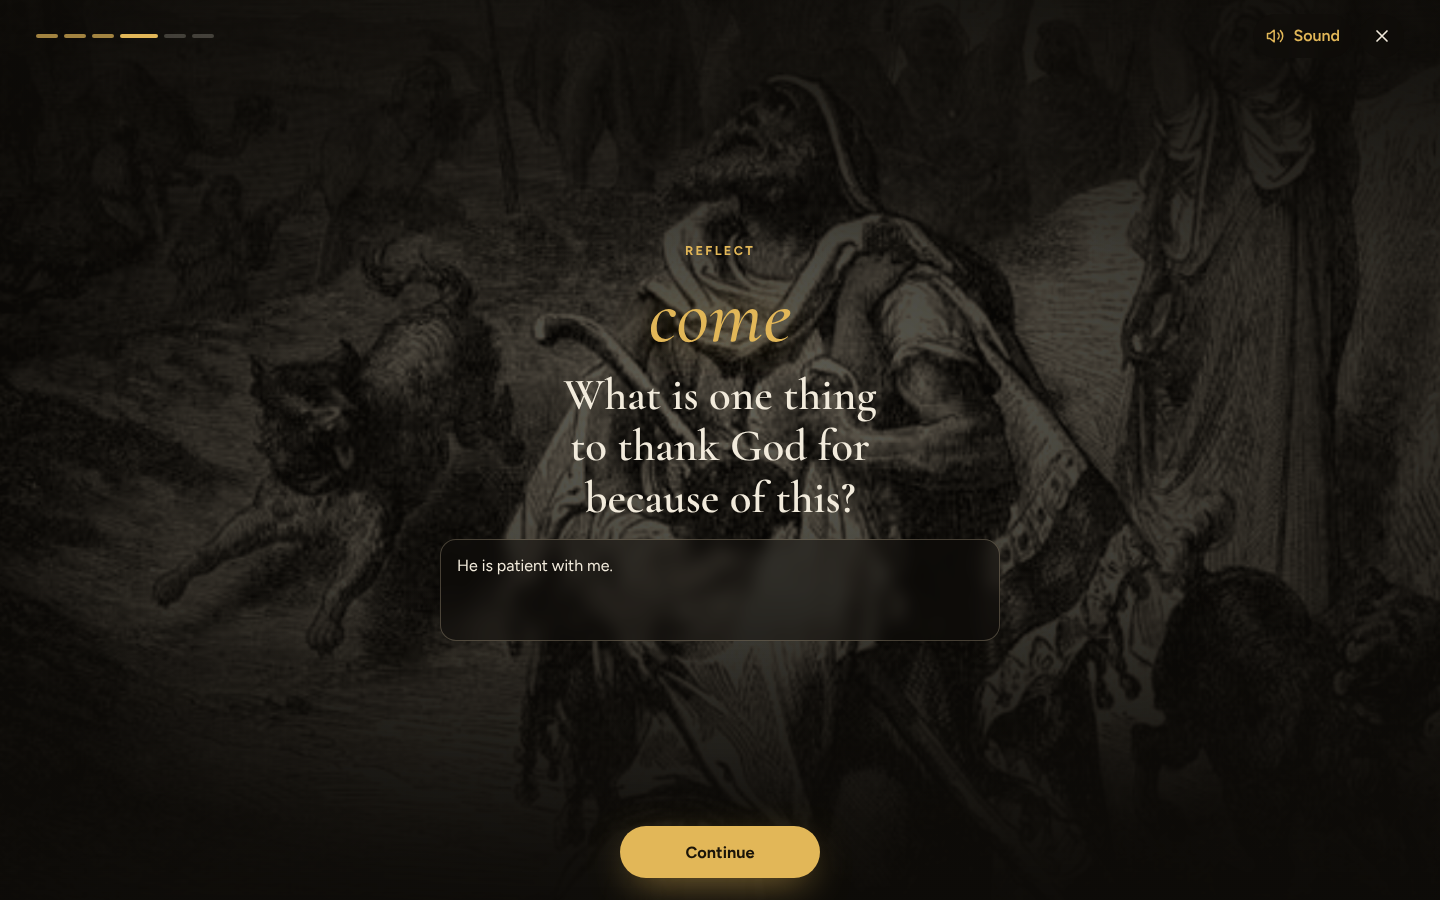 Sound
REFLECT
come
What is one thing
to thank God for
because of this?
He is patient with me.
Continue